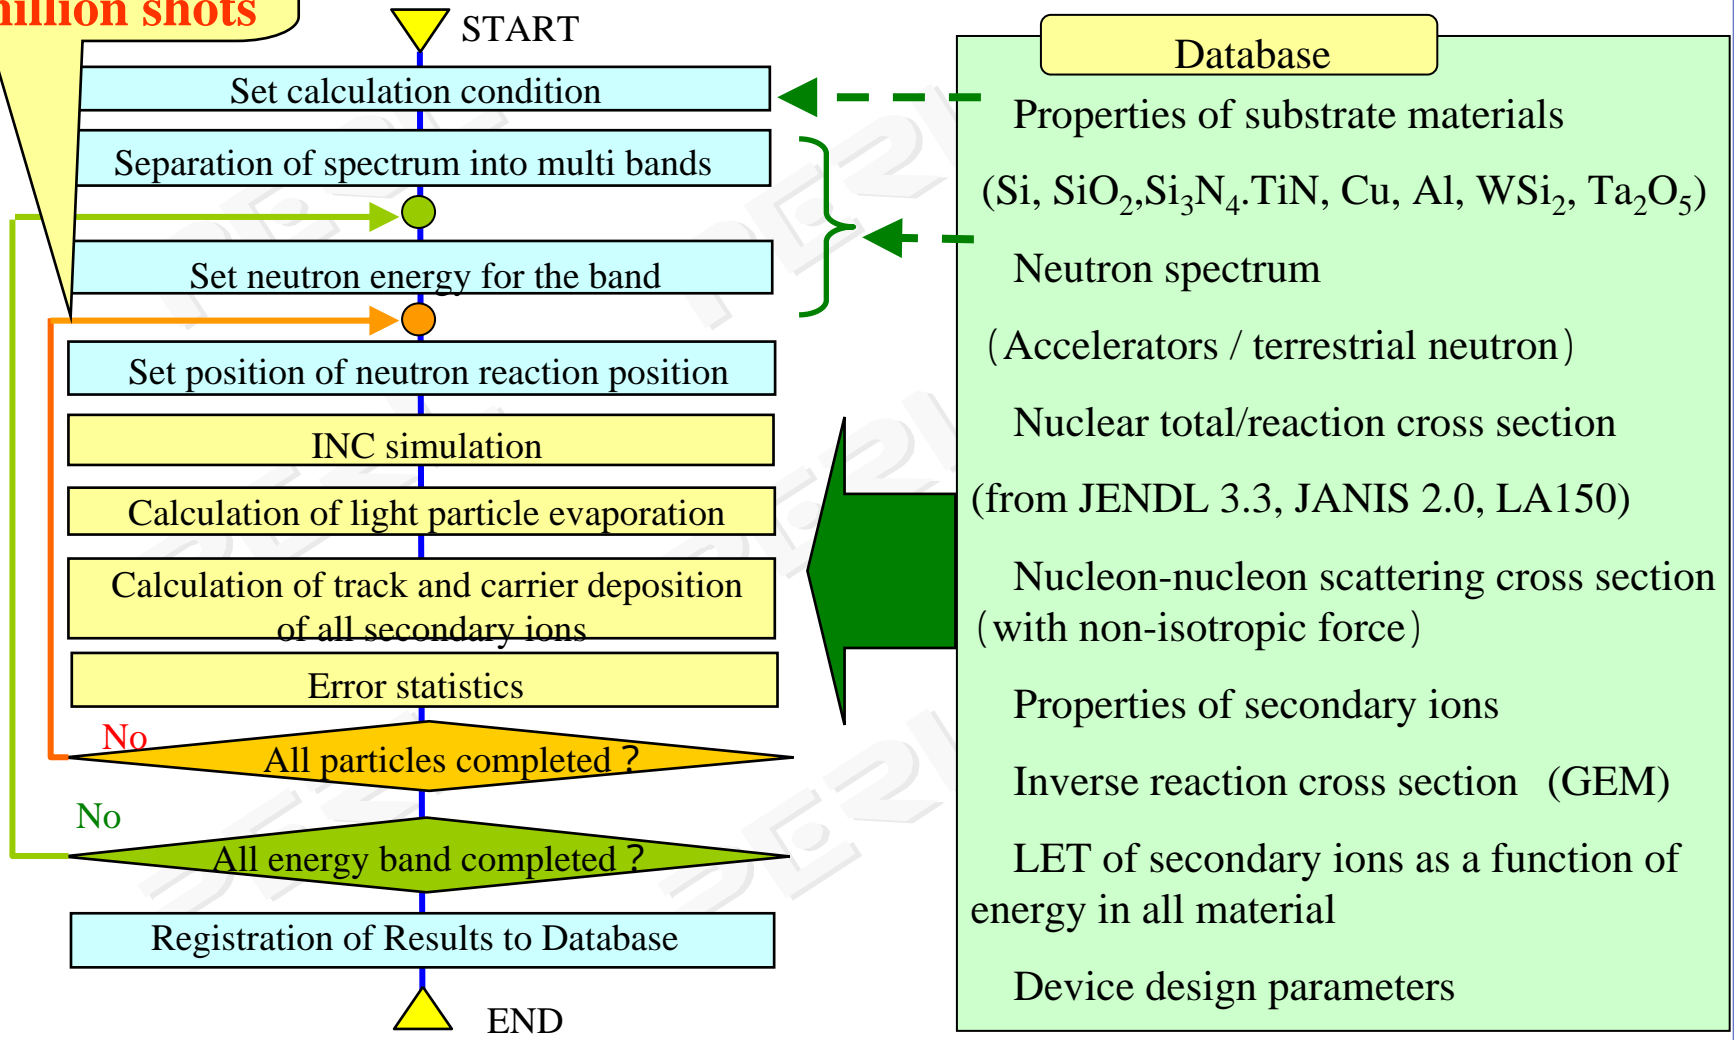 million shots
START
Set calculation condition
Separation of spectrum into multi bands
Set neutron energy for the band
Set position of neutron reaction position
INC simulation
Calculation of light particle evaporation
Calculation of track and carrier deposition
of all secondary ions
Error statistics
No
All particles completed?
No
All energy band completed?
Registration of Results to Database
END
Database
Properties of substrate materials
(Si, SiO₂,Si₃N₄.TiN, Cu, Al, WSi₂, Ta₂O₅)
Neutron spectrum
(Accelerators / terrestrial neutron)
Nuclear total/reaction cross section
(from JENDL 3.3, JANIS 2.0, LA150)
Nucleon-nucleon scattering cross section
(with non-isotropic force)
Properties of secondary ions
Inverse reaction cross section (GEM)
LET of secondary ions as a function of
energy in all material
Device design parameters